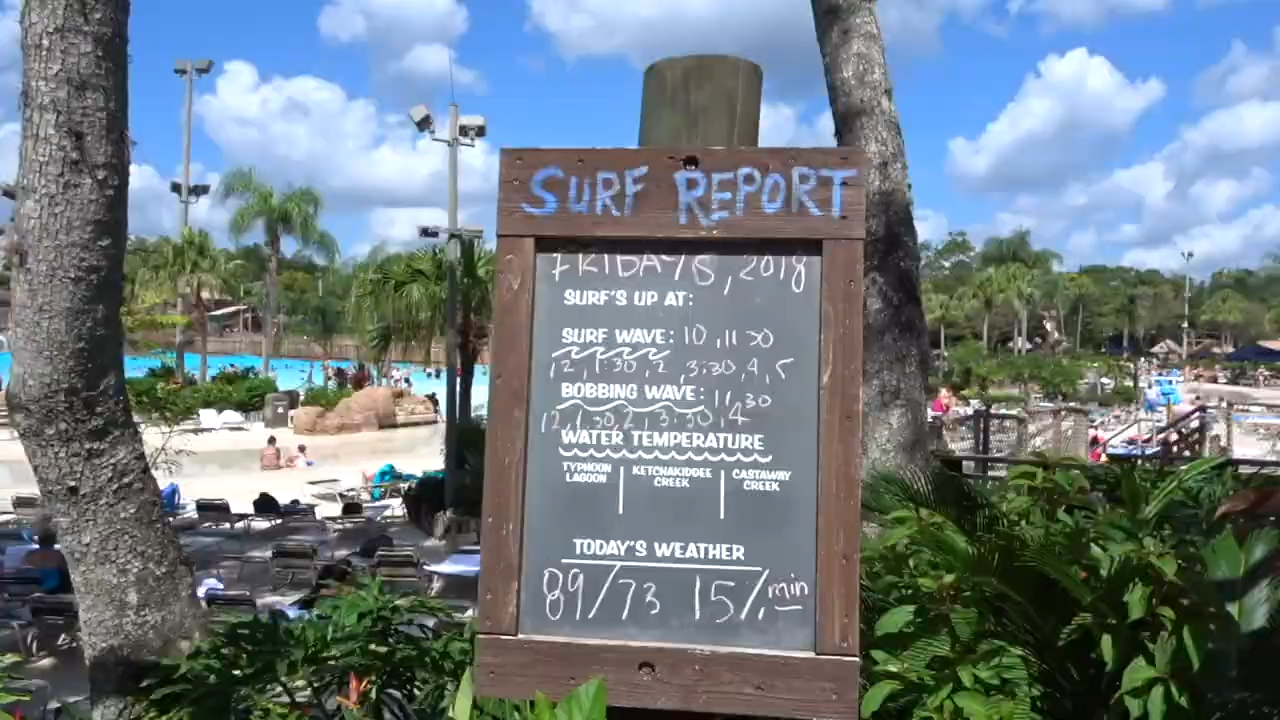 SURF REPORT
FRIDAY 8, 2018
SURF'S UP AT:
SURF WAVE: 10, 11:30
12, 1:30, 2, 3:30, 4, 5
BOBBING WAVE: 11:30
12, 1:30, 2, 3:30, 4
WATER TEMPERATURE
TYPHOON LAGOON
KETCHAKIDDEE CREEK
CASTAWAY CREEK
TODAY'S WEATHER
89/73 15% min